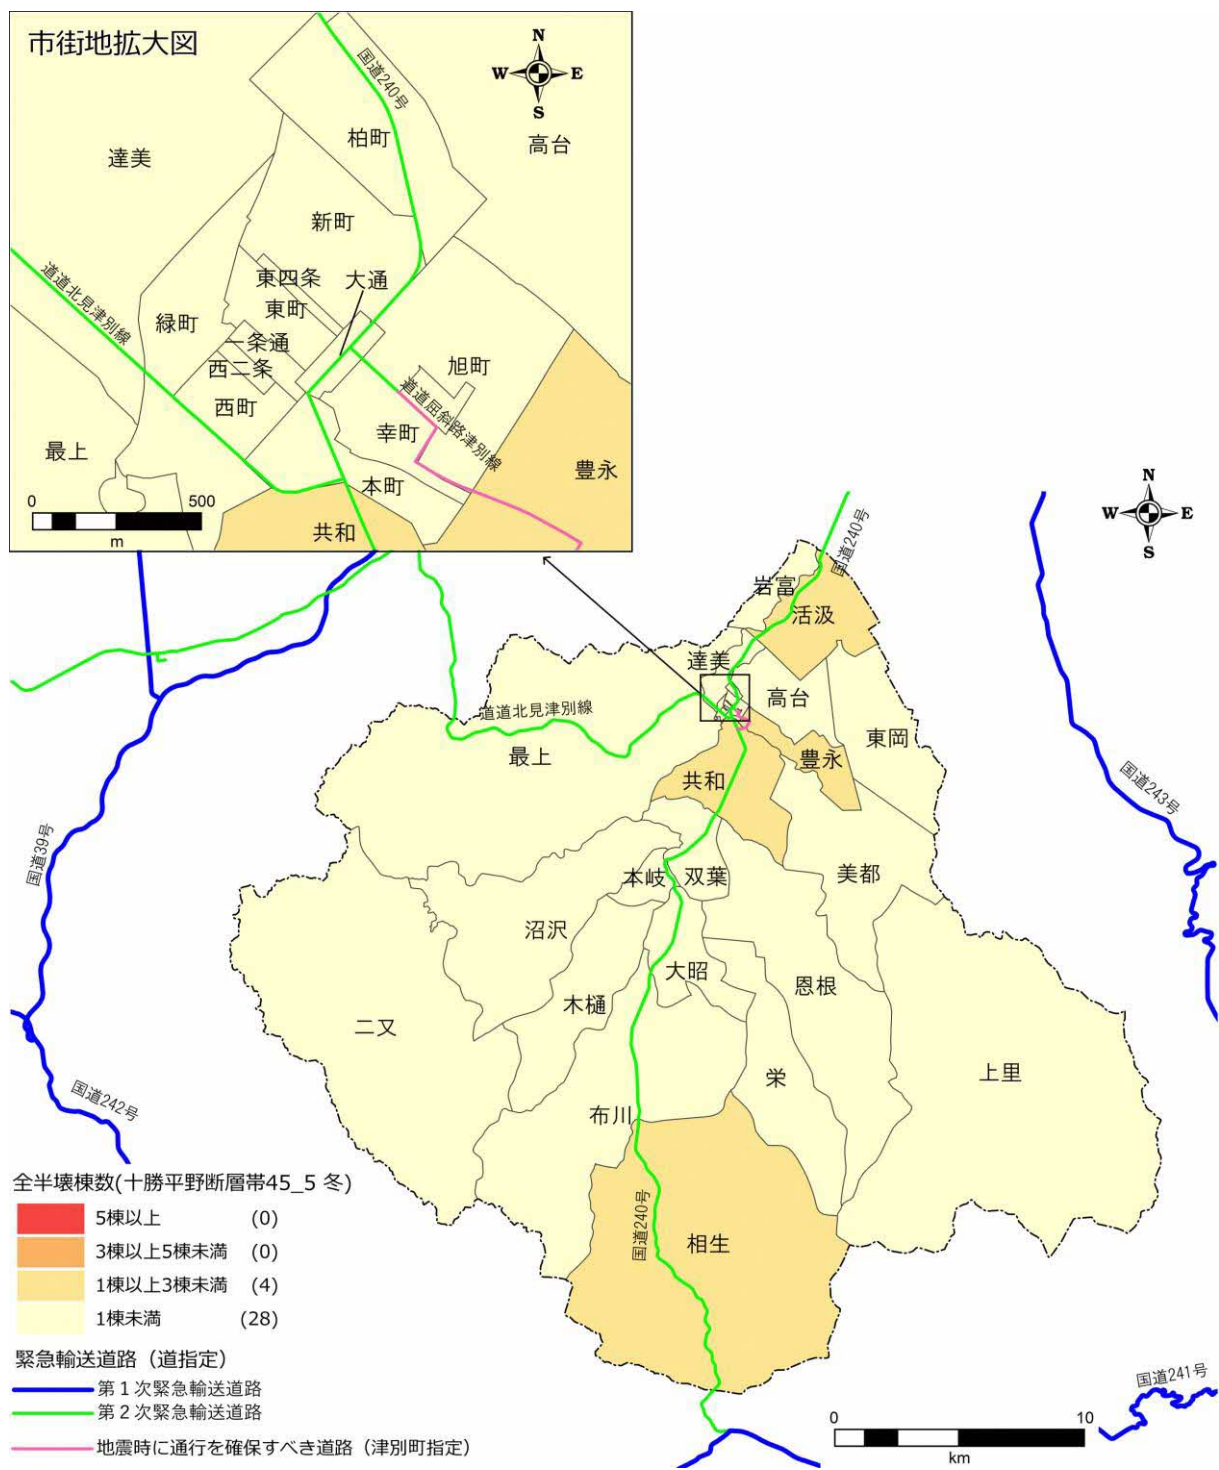 市街地拡大図
N
W E
S
国道240号
柏町
高台
達美
新町
東四条
大通
東町
道道北見津別線
緑町
一条通
旭町
西二条
道道屈斜路津別線
西町
幸町
最上
豊永
本町
共和
0 500
m
N
W E
S
国道240号
岩富
活汲
達美
高台
道道北見津別線
東岡
最上
豊永
共和
国道243号
国道39号
本岐
双葉
美都
沼沢
大昭
恩根
木樋
二又
上里
栄
国道242号
布川
国道240号
相生
全半壊棟数(十勝平野断層帯45_5 冬)
5棟以上 (0)
3棟以上5棟未満 (0)
1棟以上3棟未満 (4)
1棟未満 (28)
緊急輸送道路（道指定）
第１次緊急輸送道路
第２次緊急輸送道路
地震時に通行を確保すべき道路（津別町指定）
国道241号
0 10
km